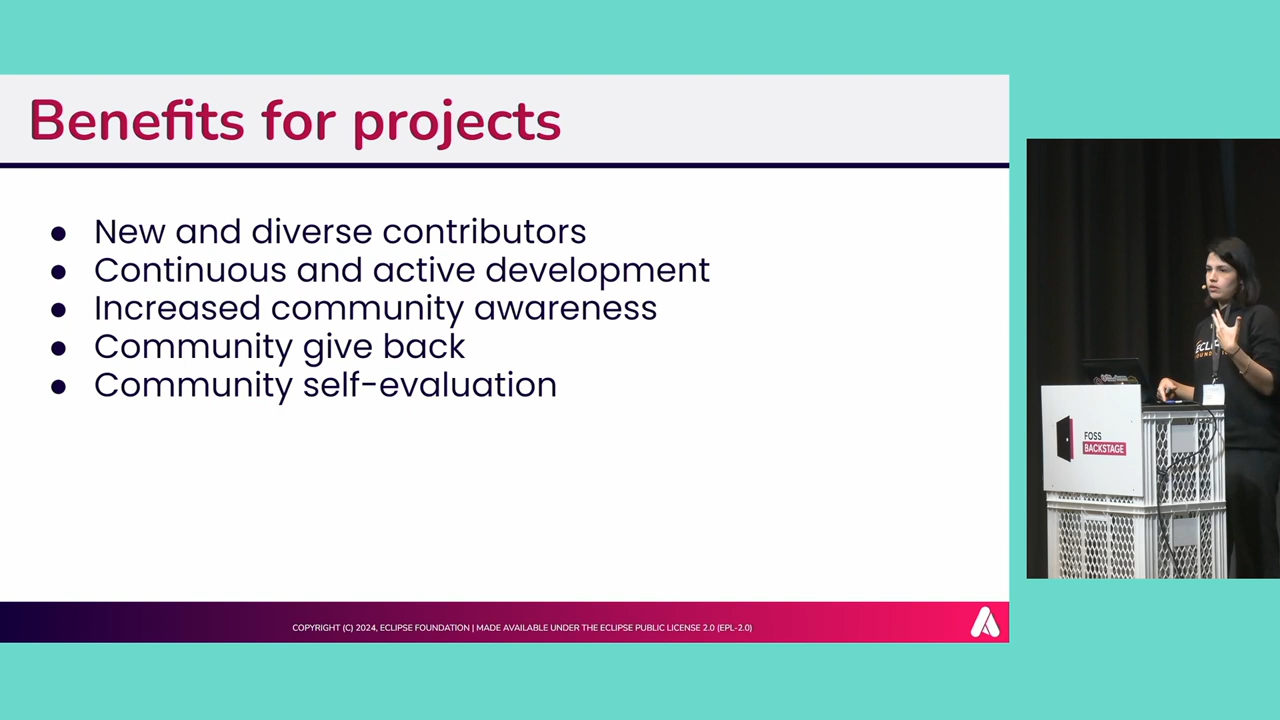 Benefits for projects
● New and diverse contributors
● Continuous and active development
● Increased community awareness
● Community give back
● Community self-evaluation
COPYRIGHT (C) 2024, ECLIPSE FOUNDATION | MADE AVAILABLE UNDER THE ECLIPSE PUBLIC LICENSE 2.0 (EPL-2.0)
FOSS
BACKSTAGE